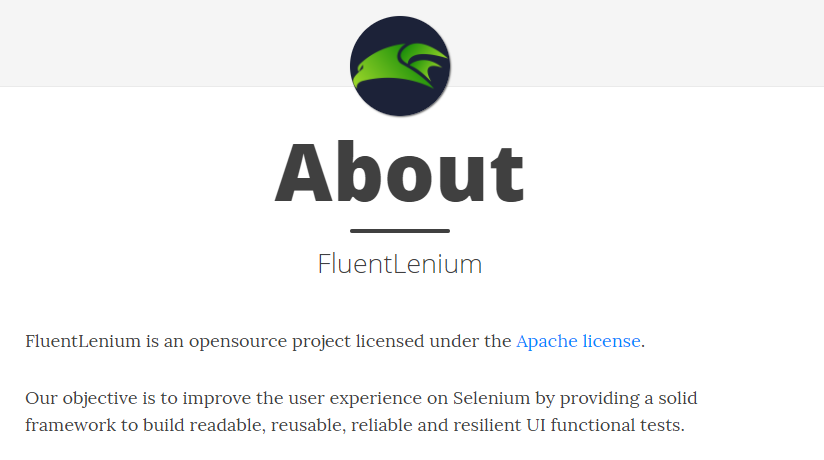 About
FluentLenium
FluentLenium is an opensource project licensed under the Apache license.
Our objective is to improve the user experience on Selenium by providing a solid
framework to build readable, reusable, reliable and resilient UI functional tests.